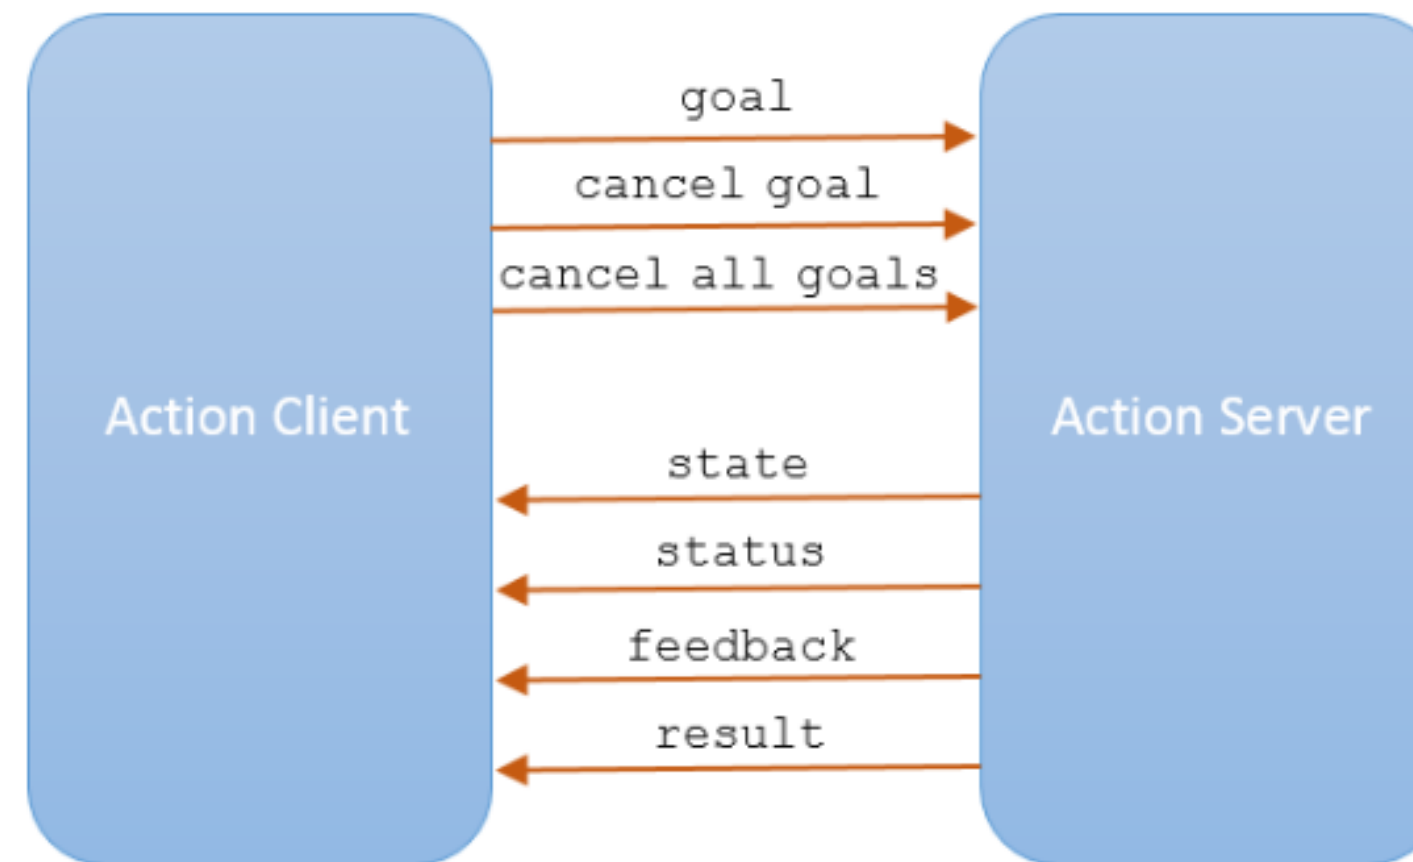 goal
cancel goal
cancel all goals
Action Client
Action Server
state
status
feedback
result